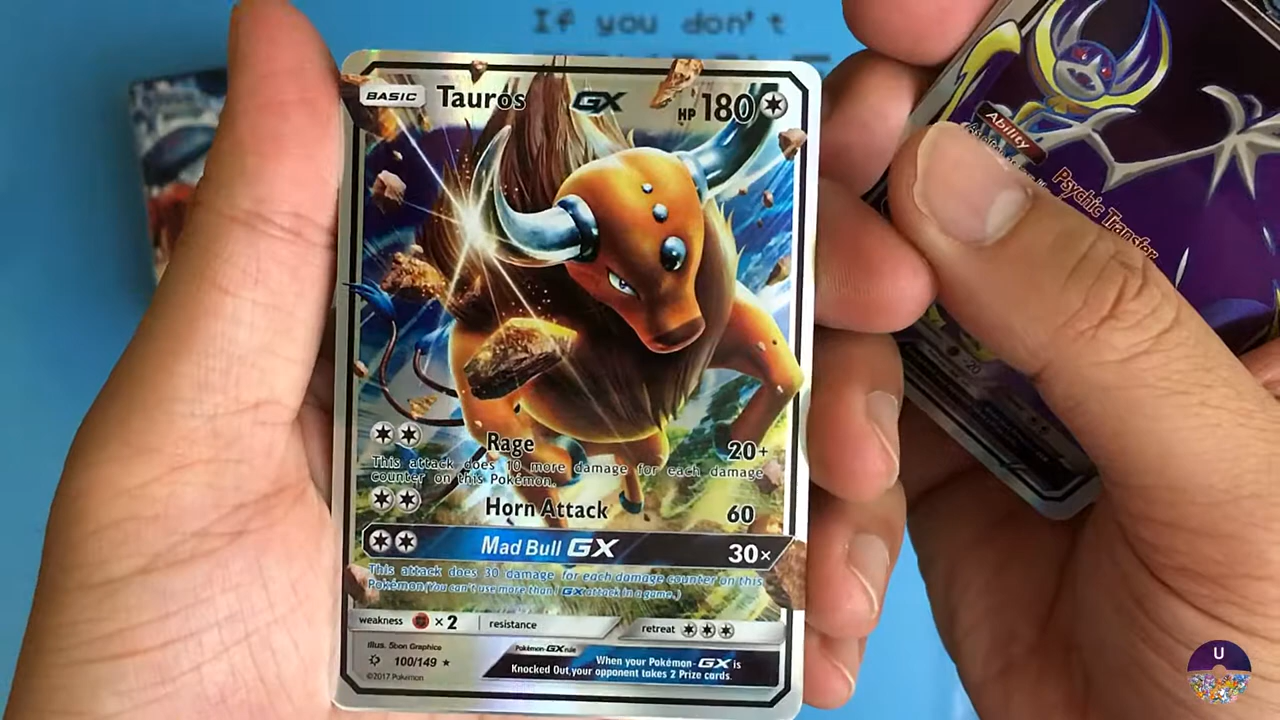 If you don't
BASIC Tauros GX HP 180
Ability
Psychic Transfer
Rage 20+
This attack does 10 more damage for each damage
counter on this Pokémon.
Horn Attack 60
Mad Bull GX 30×
This attack does 30 damage for each damage counter on this
Pokémon. (You can't use more than 1 GX attack in a game.)
weakness ×2 resistance retreat
Illus. 5ban Graphics
Pokémon-GX rule
100/149
When your Pokémon-GX is
Knocked Out, your opponent takes 2 Prize cards.
©2017 Pokémon
20
U